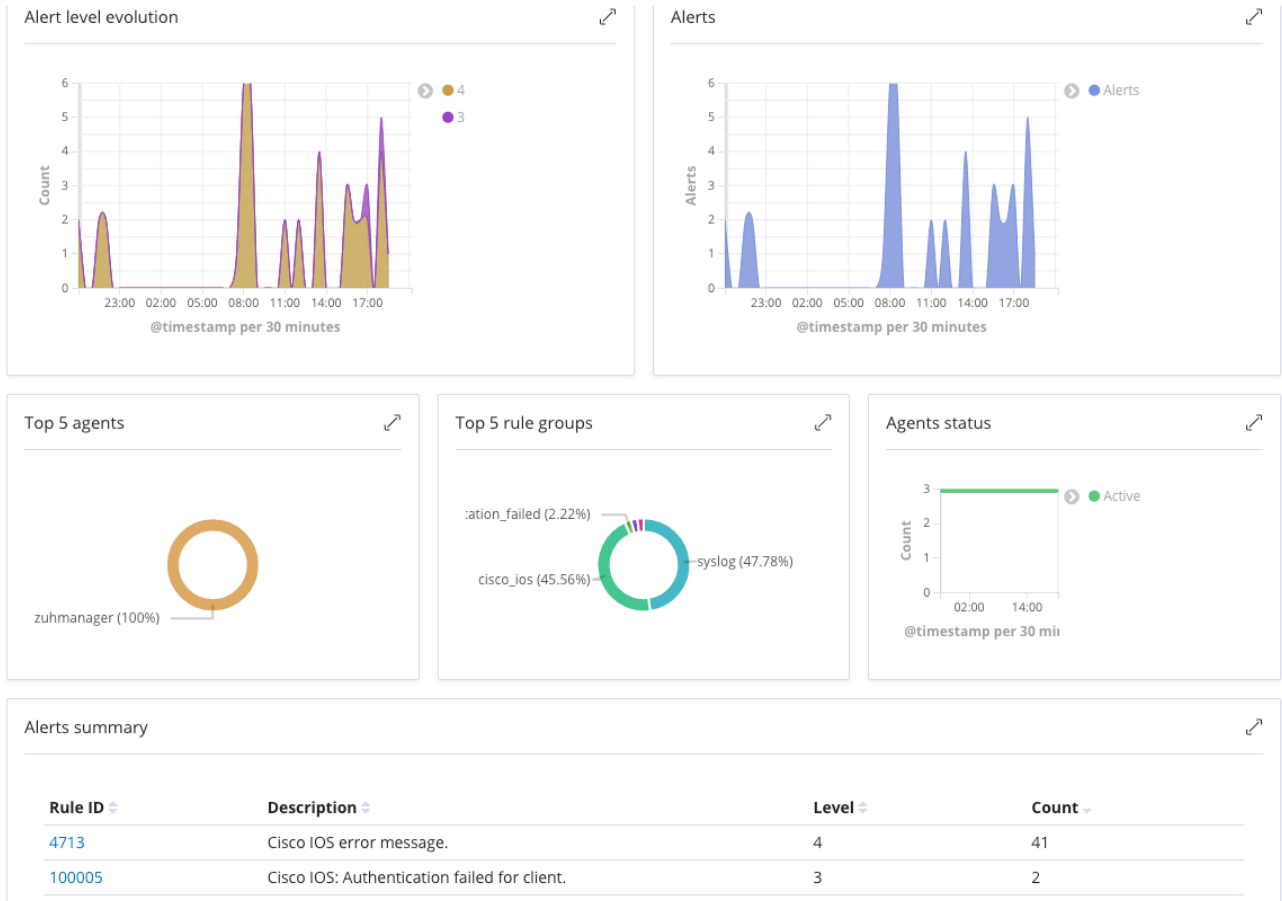 Alert level evolution
6
5
4
3
2
1
0
Count
23:00 02:00 05:00 08:00 11:00 14:00 17:00
@timestamp per 30 minutes
4
3
Alerts
6
5
4
3
2
1
0
Alerts
23:00 02:00 05:00 08:00 11:00 14:00 17:00
@timestamp per 30 minutes
Alerts
Top 5 agents
zuhmanager (100%)
Top 5 rule groups
cation_failed (2.22%)
cisco_ios (45.56%)
syslog (47.78%)
Agents status
3
2
1
0
Count
02:00 14:00
@timestamp per 30 min
Active
Alerts summary
Rule ID Description Level Count
4713 Cisco IOS error message. 4 41
100005 Cisco IOS: Authentication failed for client. 3 2